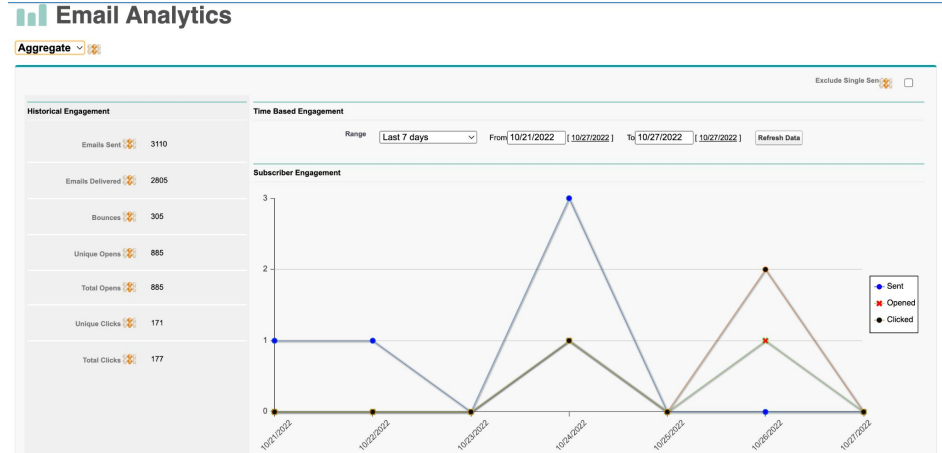 Email Analytics
Aggregate
Exclude Single Sen
Historical Engagement
Time Based Engagement
Range Last 7 days From 10/21/2022 [ 10/27/2022 ] To 10/27/2022 [ 10/27/2022 ] Refresh Data
Emails Sent 3110
Emails Delivered 2805
Bounces 305
Unique Opens 885
Total Opens 885
Unique Clicks 171
Total Clicks 177
Subscriber Engagement
3
2
1
0
10/21/2022
10/22/2022
10/23/2022
10/24/2022
10/25/2022
10/26/2022
10/27/2022
Sent
Opened
Clicked